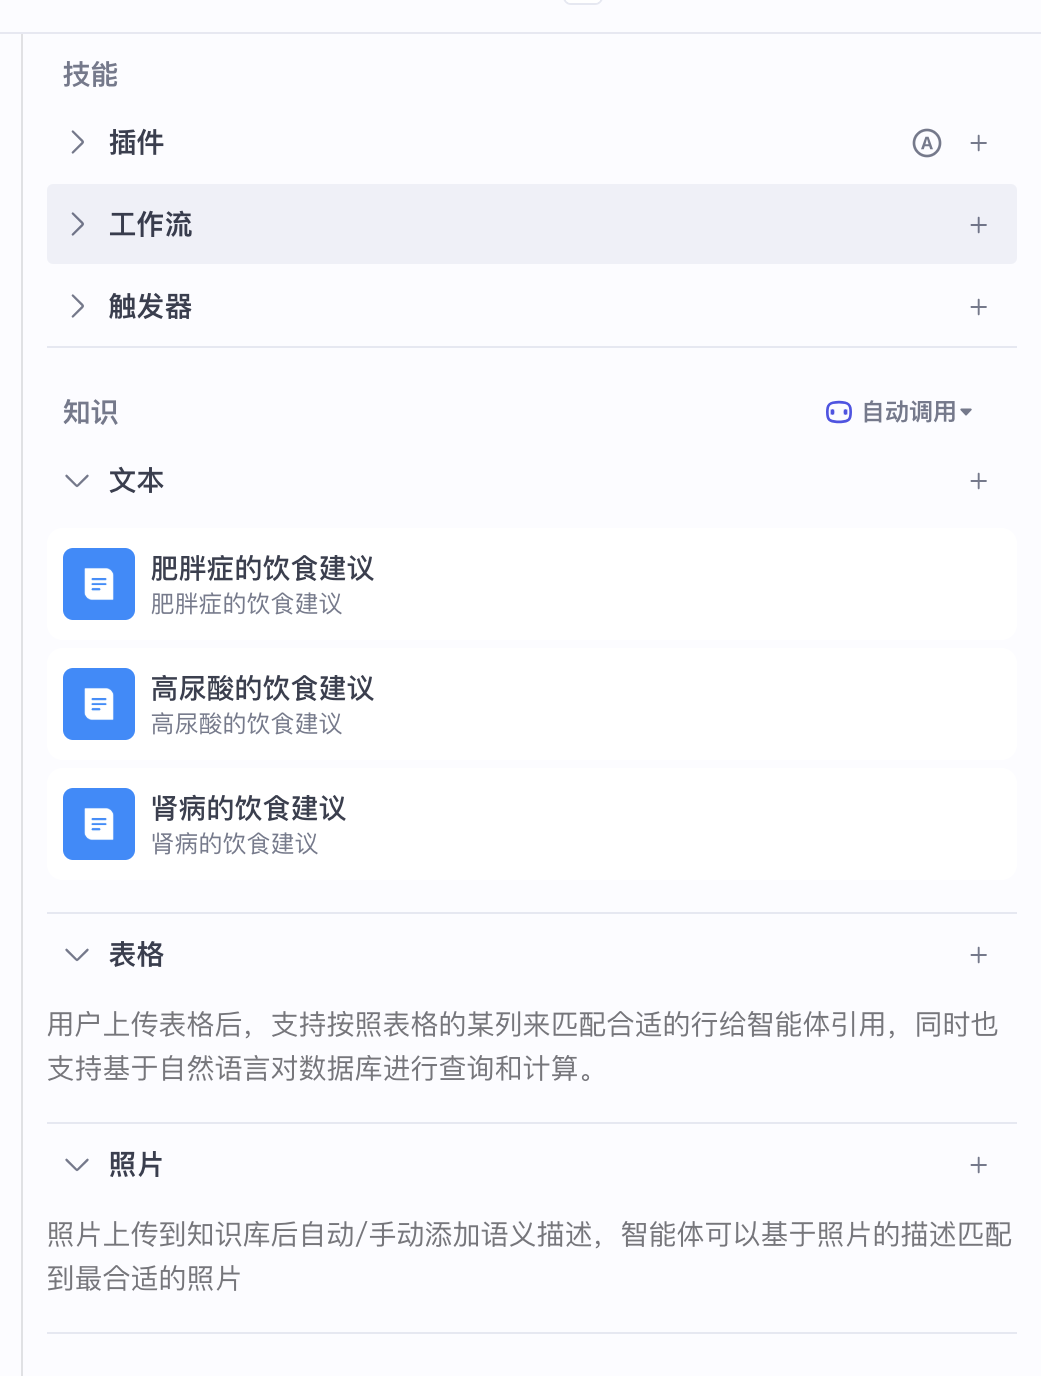 技能
插件
A
工作流
触发器
知识
自动调用
文本
肥胖症的饮食建议
肥胖症的饮食建议
高尿酸的饮食建议
高尿酸的饮食建议
肾病的饮食建议
肾病的饮食建议
表格
用户上传表格后，支持按照表格的某列来匹配合适的行给智能体引用，同时也
支持基于自然语言对数据库进行查询和计算。
照片
照片上传到知识库后自动/手动添加语义描述，智能体可以基于照片的描述匹配
到最合适的照片